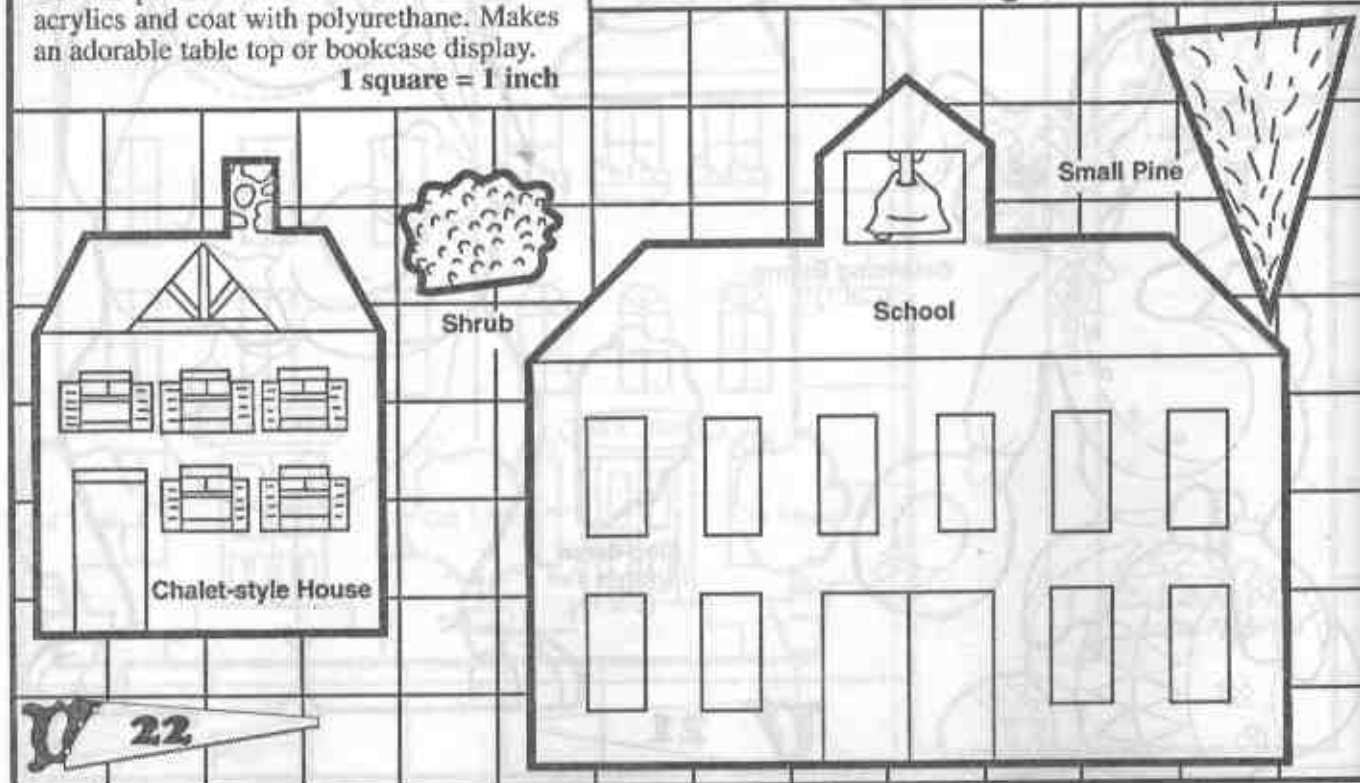 acrylics and coat with polyurethane. Makes
an adorable table top or bookcase display.
1 square = 1 inch
Small Pine
Shrub
School
Chalet-style House
22